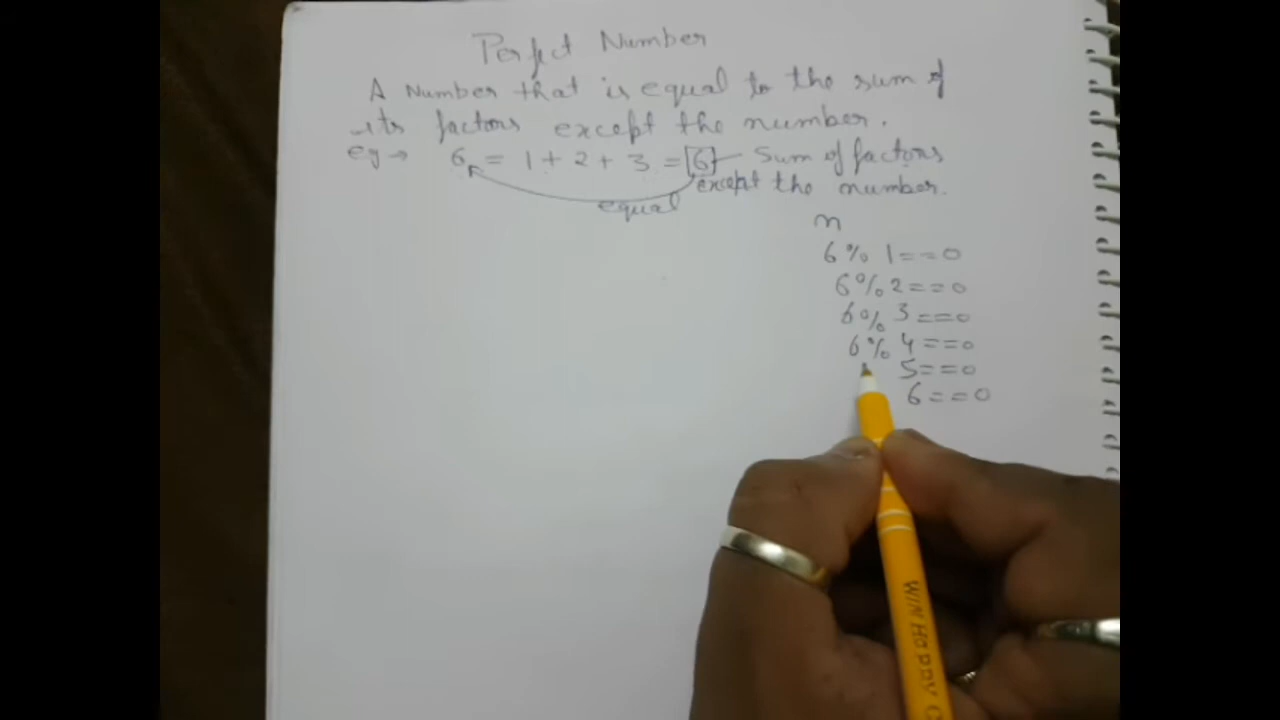 Perfect Number
A Number that is equal to the sum of
its factors except the number.
eg → 6 = 1 + 2 + 3 = 6 — Sum of factors
except the number.
equal
n
6 % 1 == 0
6 % 2 == 0
6 % 3 == 0
6 % 4 == 0
5 == 0
6 == 0
WIN Happy